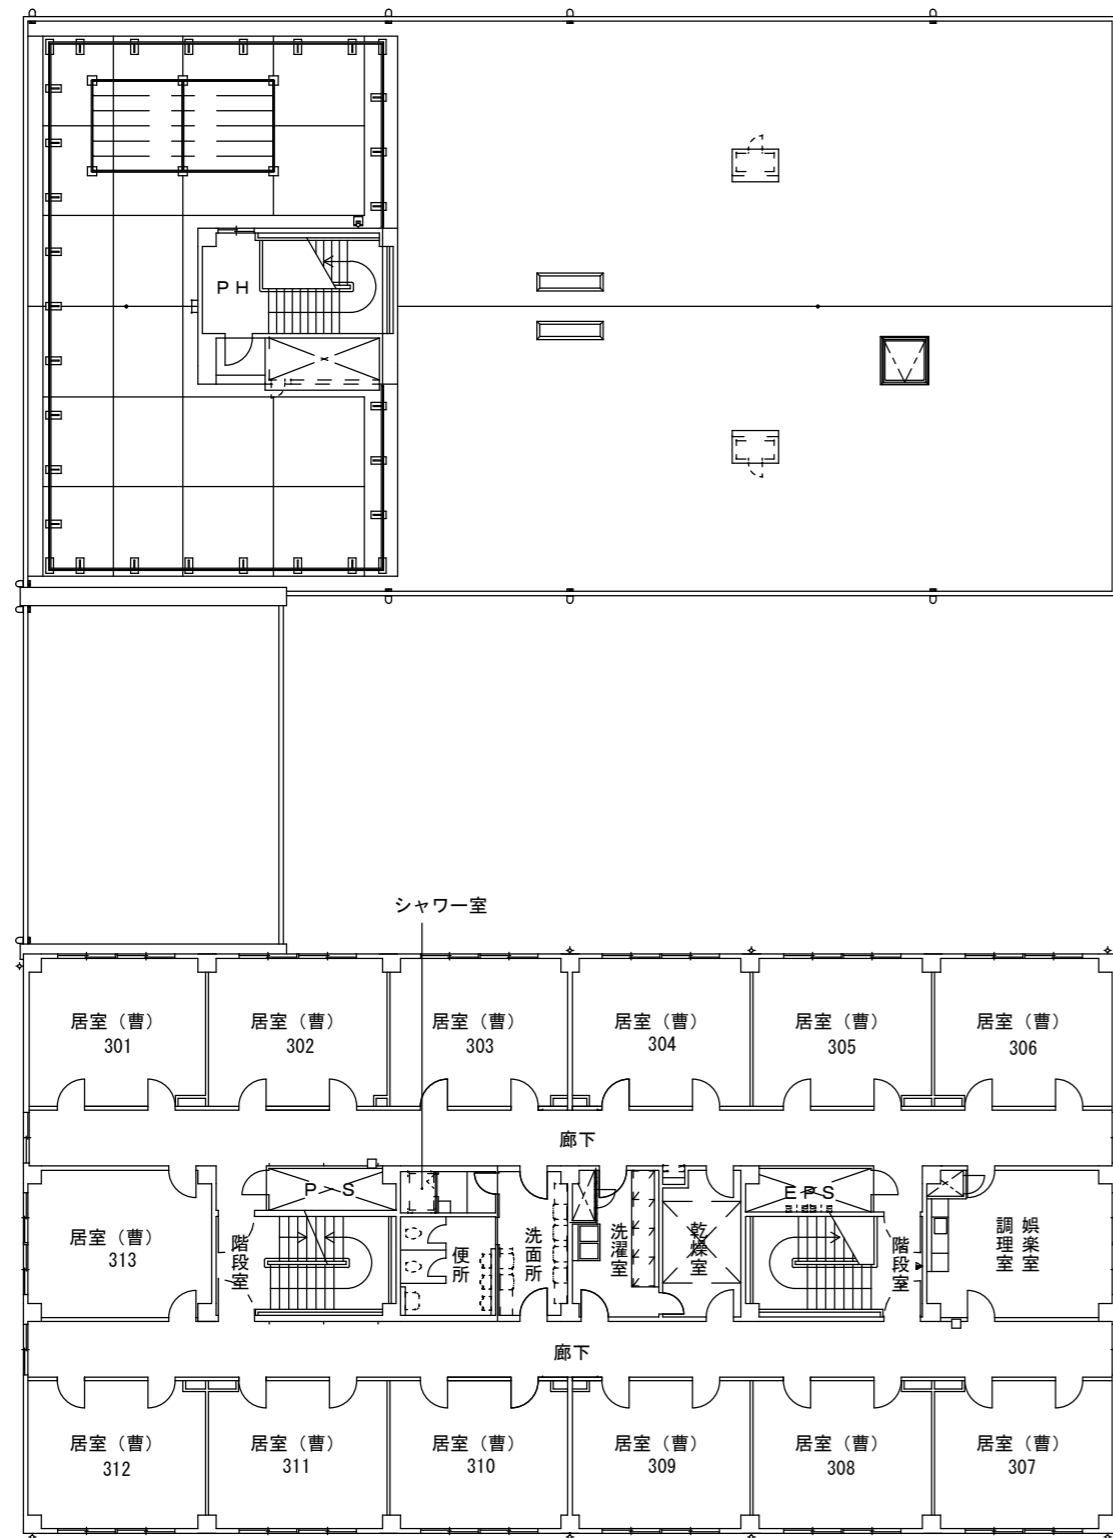 PH
シャワー室
居室（曹）
301
居室（曹）
302
居室（曹）
303
居室（曹）
304
居室（曹）
305
居室（曹）
306
廊下
居室（曹）
313
階段室
P-S
便所
洗面所
洗濯室
乾燥室
EPS
階段室
娯楽室
調理室
廊下
居室（曹）
312
居室（曹）
311
居室（曹）
310
居室（曹）
309
居室（曹）
308
居室（曹）
307